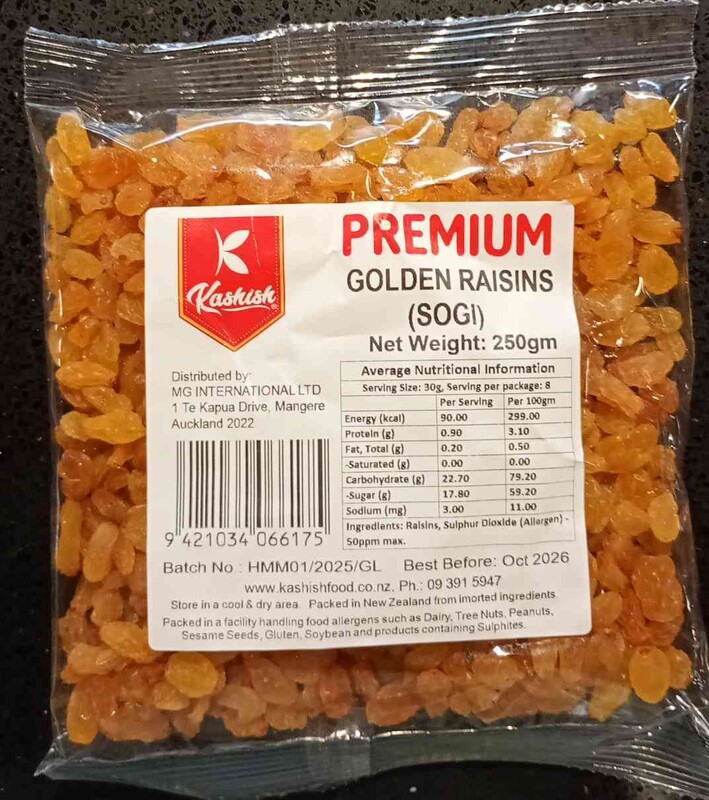 Kashish®
PREMIUM
GOLDEN RAISINS
(SOGI)
Net Weight: 250gm
Distributed by:
MG INTERNATIONAL LTD
1 Te Kapua Drive, Mangere
Auckland 2022
Average Nutritional Information
Serving Size: 30g, Serving per package: 8
Per Serving Per 100gm
Energy (kcal) 90.00 299.00
Protein (g) 0.90 3.10
Fat, Total (g) 0.20 0.50
-Saturated (g) 0.00 0.00
Carbohydrate (g) 22.70 79.20
-Sugar (g) 17.80 59.20
Sodium (mg) 3.00 11.00
Ingredients: Raisins, Sulphur Dioxide (Allergen) -
50ppm max.
9 421034 066175
Batch No : HMM01/2025/GL Best Before: Oct 2026
www.kashishfood.co.nz, Ph.: 09 391 5947
Store in a cool & dry area. Packed in New Zealand from imported ingredients.
Packed in a facility handling food allergens such as Dairy, Tree Nuts, Peanuts,
Sesame Seeds, Gluten, Soybean and products containing Sulphites.